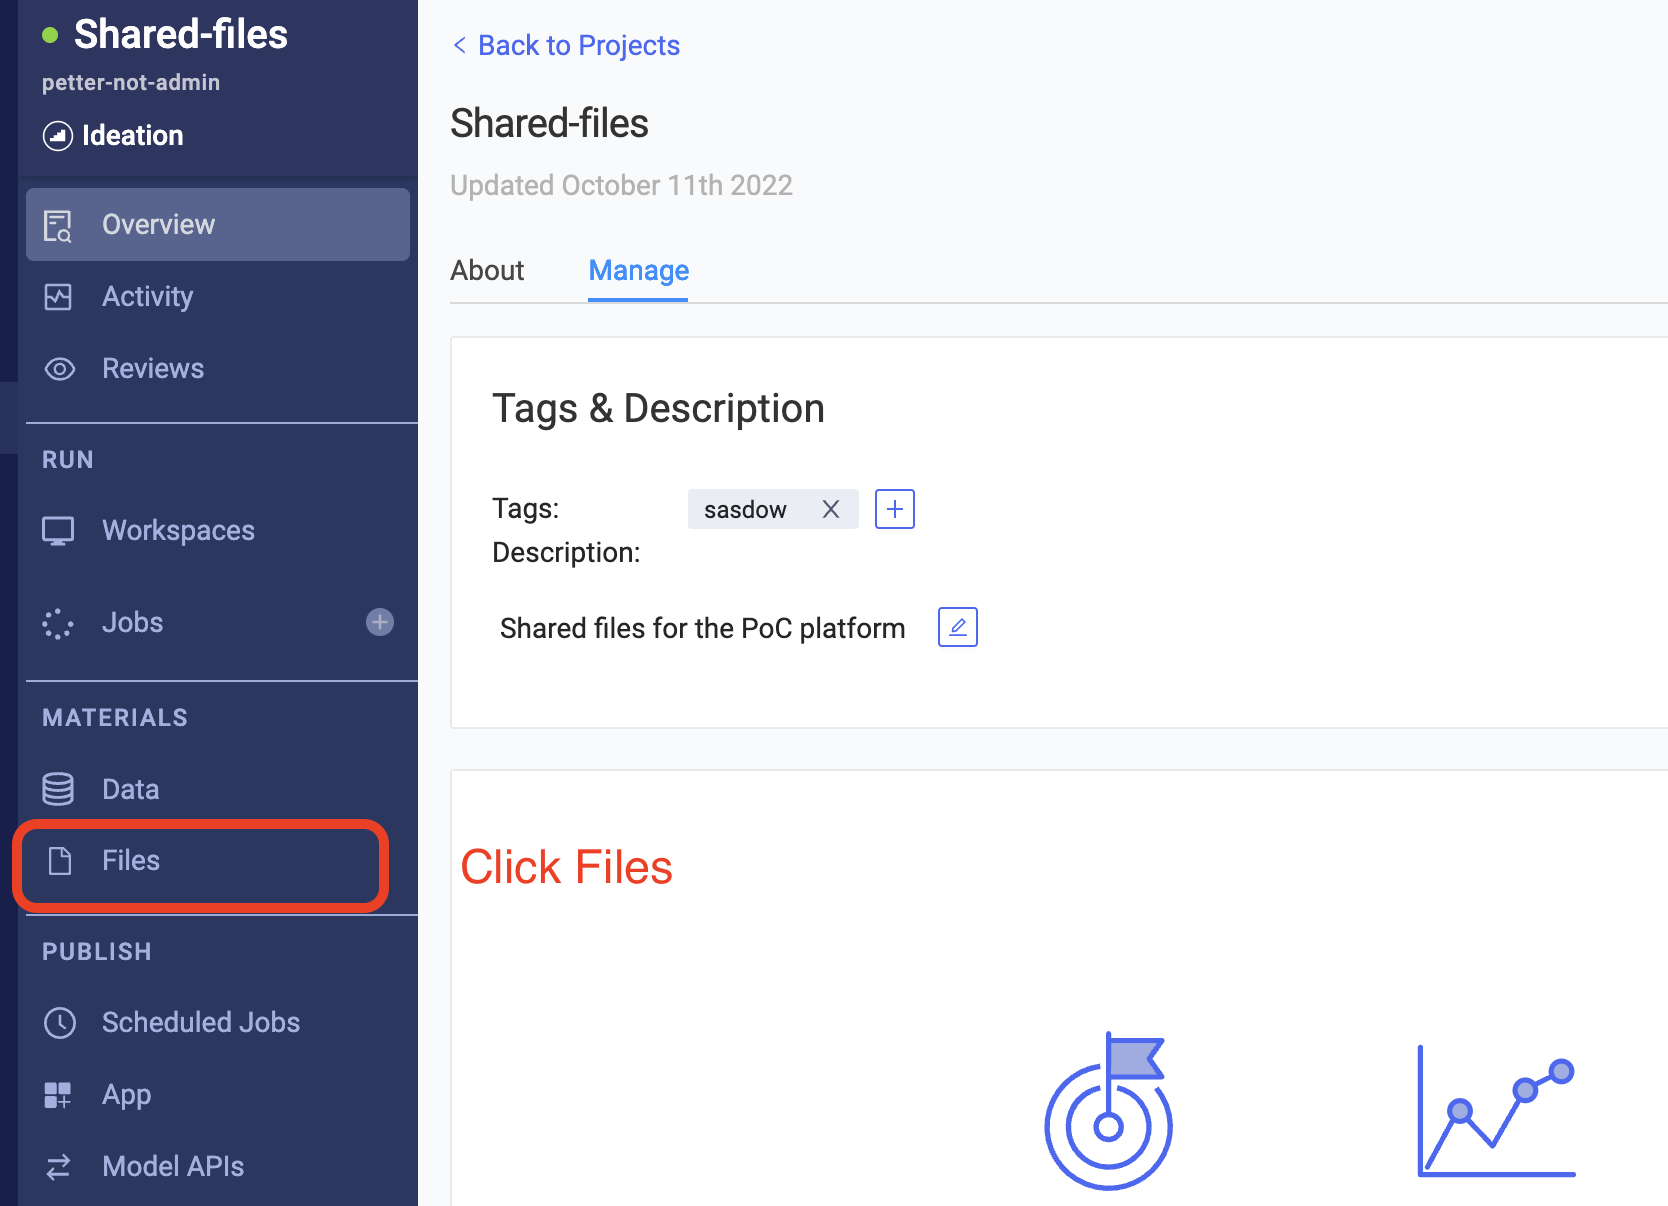 Shared-files
petter-not-admin
Ideation
Overview
Activity
Reviews
RUN
Workspaces
Jobs
MATERIALS
Data
Files
PUBLISH
Scheduled Jobs
App
Model APIs
Back to Projects
Shared-files
Updated October 11th 2022
About Manage
Tags & Description
Tags: sasdow
Description:
Shared files for the PoC platform
Click Files